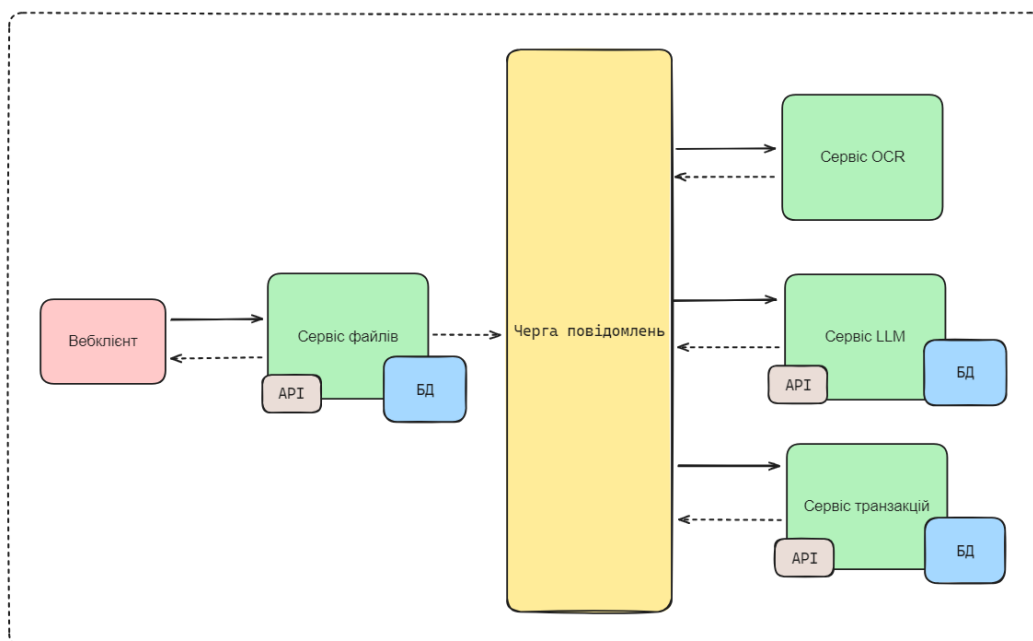 Вебклієнт
Сервіс файлів
API
БД
Черга повідомлень
Сервіс OCR
Сервіс LLM
API
БД
Сервіс транзакцій
API
БД